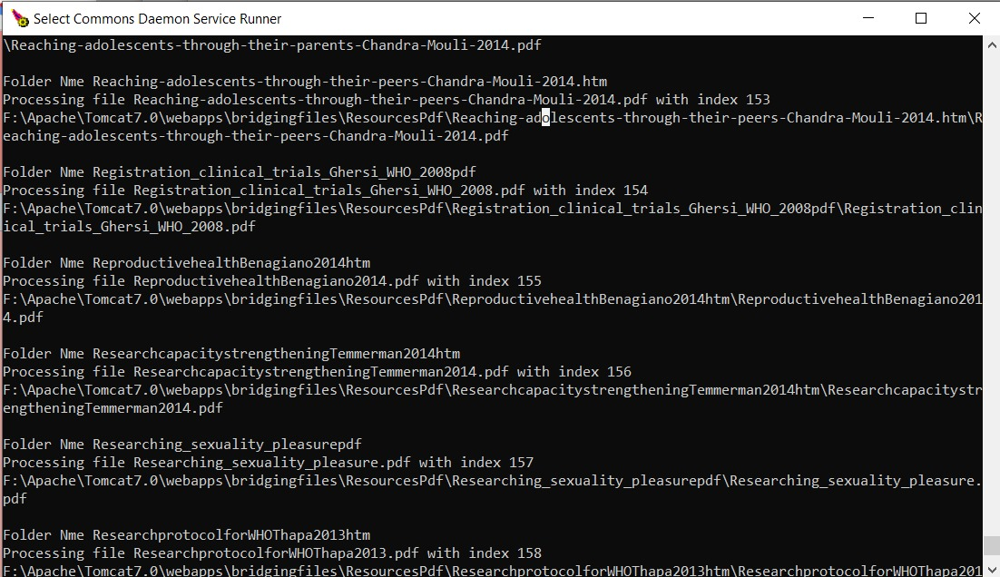 Select Commons Daemon Service Runner
\Reaching-adolescents-through-their-parents-Chandra-Mouli-2014.pdf
Folder Nme Reaching-adolescents-through-their-peers-Chandra-Mouli-2014.htm
Processing file Reaching-adolescents-through-their-peers-Chandra-Mouli-2014.pdf with index 153
F:\Apache\Tomcat7.0\webapps\bridgingfiles\ResourcesPdf\Reaching-adolescents-through-their-peers-Chandra-Mouli-2014.htm\R
eaching-adolescents-through-their-peers-Chandra-Mouli-2014.pdf
Folder Nme Registration_clinical_trials_Ghersi_WHO_2008pdf
Processing file Registration_clinical_trials_Ghersi_WHO_2008.pdf with index 154
F:\Apache\Tomcat7.0\webapps\bridgingfiles\ResourcesPdf\Registration_clinical_trials_Ghersi_WHO_2008pdf\Registration_clin
ical_trials_Ghersi_WHO_2008.pdf
Folder Nme ReproductivehealthBenagiano2014htm
Processing file ReproductivehealthBenagiano2014.pdf with index 155
F:\Apache\Tomcat7.0\webapps\bridgingfiles\ResourcesPdf\ReproductivehealthBenagiano2014htm\ReproductivehealthBenagiano201
4.pdf
Folder Nme ResearchcapacitystrengtheningTemmerman2014htm
Processing file ResearchcapacitystrengtheningTemmerman2014.pdf with index 156
F:\Apache\Tomcat7.0\webapps\bridgingfiles\ResourcesPdf\ResearchcapacitystrengtheningTemmerman2014htm\Researchcapacitystr
engtheningTemmerman2014.pdf
Folder Nme Researching_sexuality_pleasurepdf
Processing file Researching_sexuality_pleasure.pdf with index 157
F:\Apache\Tomcat7.0\webapps\bridgingfiles\ResourcesPdf\Researching_sexuality_pleasurepdf\Researching_sexuality_pleasure.
pdf
Folder Nme ResearchprotocolforWHOThapa2013htm
Processing file ResearchprotocolforWHOThapa2013.pdf with index 158
F:\Apache\Tomcat7.0\webapps\bridgingfiles\ResourcesPdf\ResearchprotocolforWHOThapa2013htm\ResearchprotocolforWHOThapa201